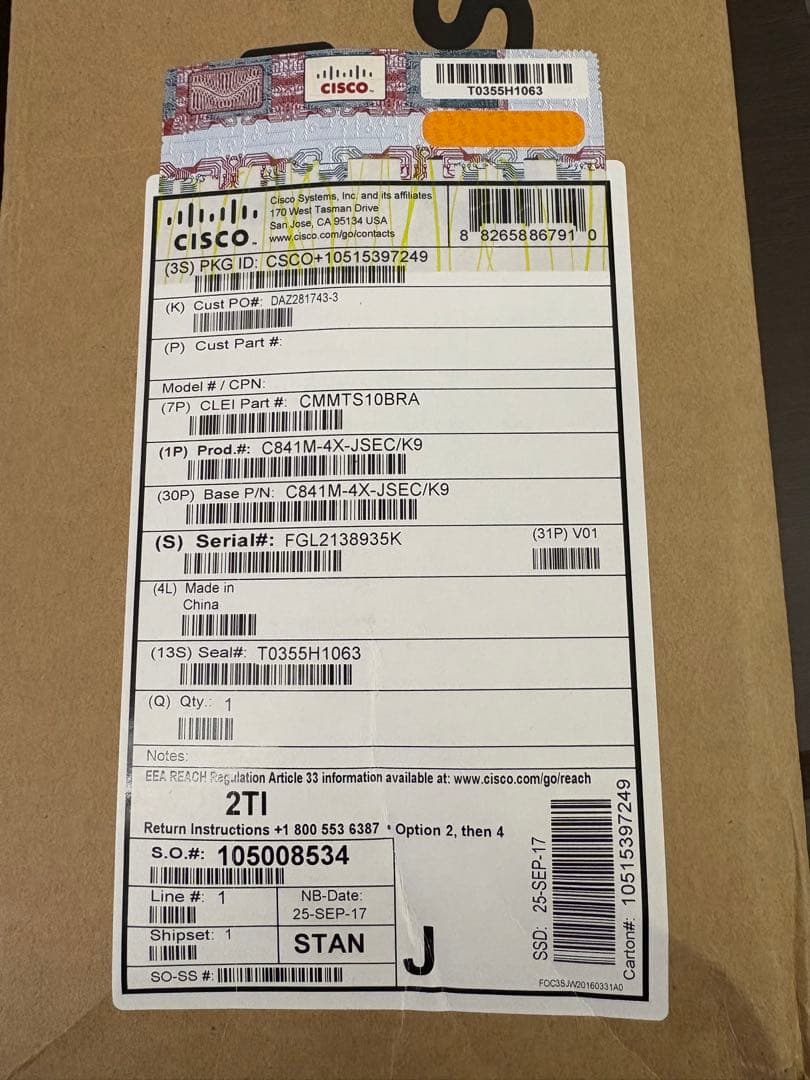 S
CISCO
T0355H1063
CISCO
Cisco Systems, Inc. and its affiliates
170 West Tasman Drive
San Jose, CA 95134 USA
www.cisco.com/go/contacts
8 82658 86791 0
(3S) PKG ID: CSCO+10515397249
(K) Cust PO#: DAZ281743-3
(P) Cust Part #:
Model # / CPN:
(7P) CLEI Part #: CMMTS10BRA
(1P) Prod.#: C841M-4X-JSEC/K9
(30P) Base P/N: C841M-4X-JSEC/K9
(S) Serial#: FGL2138935K
(31P) V01
(4L) Made in
China
(13S) Seal#: T0355H1063
(Q) Qty.: 1
Notes:
EEA REACH Regulation Article 33 information available at: www.cisco.com/go/reach
2TI
Return Instructions +1 800 553 6387 * Option 2, then 4
S.O.#: 105008534
Line #: 1
NB-Date:
25-SEP-17
Shipset: 1
STAN
SO-SS #:
J
SSD: 25-SEP-17
Carton#: 10515397249
FOC3SJW20160331A0